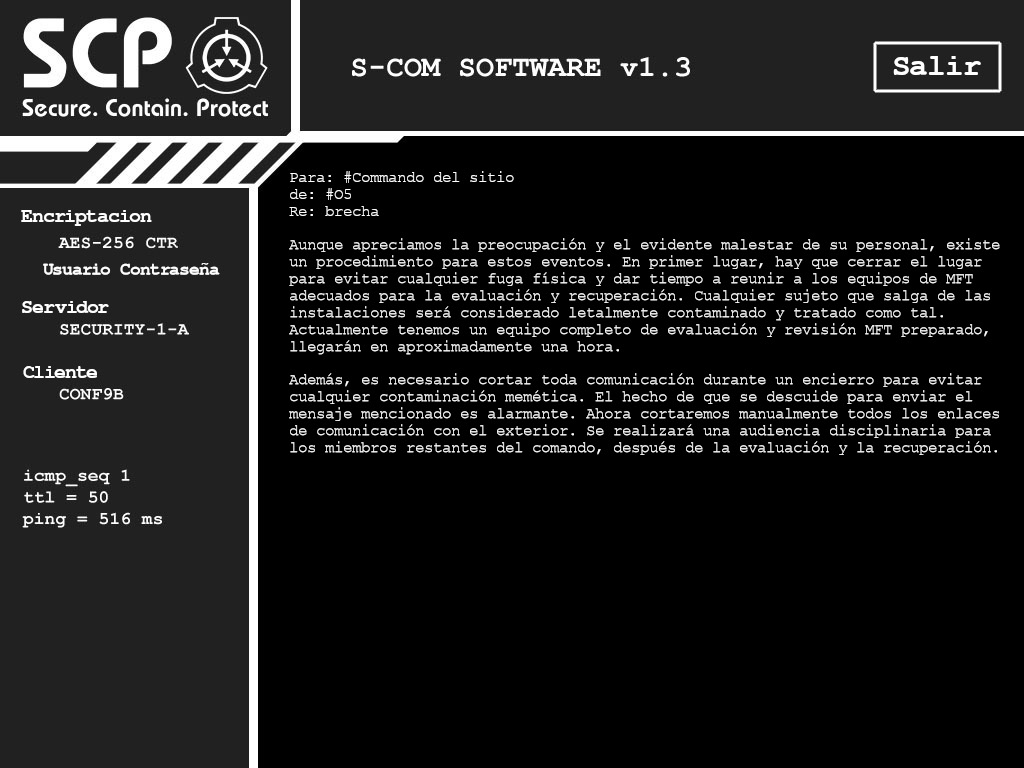 SCP
Secure. Contain. Protect
S-COM SOFTWARE v1.3
Salir
Encriptacion
AES-256 CTR
Usuario Contraseña
Servidor
SECURITY-1-A
Cliente
CONF9B
icmp_seq 1
ttl = 50
ping = 516 ms
Para: #Commando del sitio
de: #O5
Re: brecha
Aunque apreciamos la preocupación y el evidente malestar de su personal, existe
un procedimiento para estos eventos. En primer lugar, hay que cerrar el lugar
para evitar cualquier fuga física y dar tiempo a reunir a los equipos de MFT
adecuados para la evaluación y recuperación. Cualquier sujeto que salga de las
instalaciones será considerado letalmente contaminado y tratado como tal.
Actualmente tenemos un equipo completo de evaluación y revisión MFT preparado,
llegarán en aproximadamente una hora.
Además, es necesario cortar toda comunicación durante un encierro para evitar
cualquier contaminación memética. El hecho de que se descuide para enviar el
mensaje mencionado es alarmante. Ahora cortaremos manualmente todos los enlaces
de comunicación con el exterior. Se realizará una audiencia disciplinaria para
los miembros restantes del comando, después de la evaluación y la recuperación.